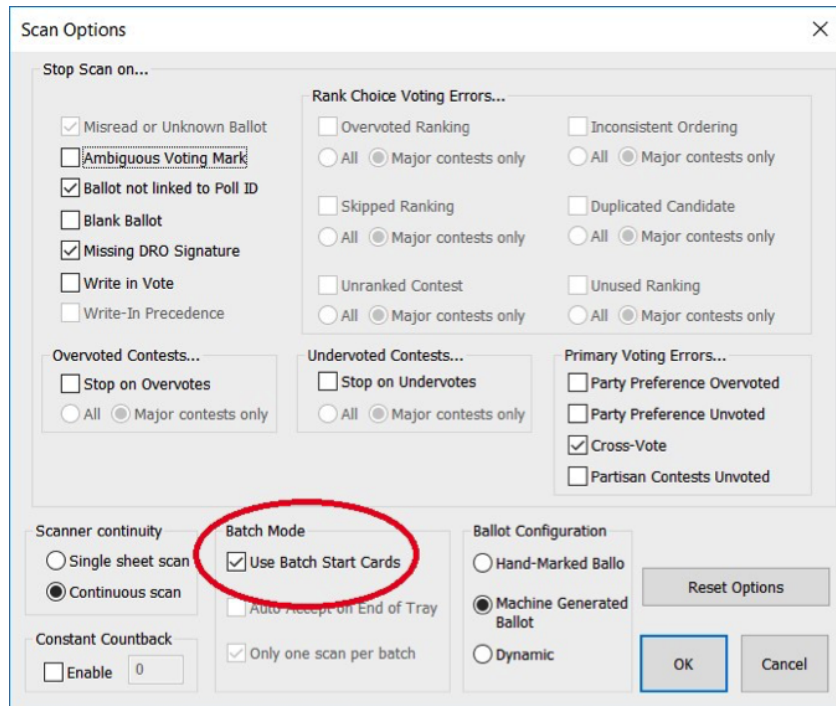 Scan Options
Stop Scan on...
Misread or Unknown Ballot
Ambiguous Voting Mark
Ballot not linked to Poll ID
Blank Ballot
Missing DRO Signature
Write in Vote
Write-In Precedence
Rank Choice Voting Errors...
Overvoted Ranking
All Major contests only
Inconsistent Ordering
All Major contests only
Skipped Ranking
All Major contests only
Duplicated Candidate
All Major contests only
Unranked Contest
All Major contests only
Unused Ranking
All Major contests only
Overvoted Contests...
Stop on Overvotes
All Major contests only
Undervoted Contests...
Stop on Undervotes
All Major contests only
Primary Voting Errors...
Party Preference Overvoted
Party Preference Unvoted
Cross-Vote
Partisan Contests Unvoted
Scanner continuity
Single sheet scan
Continuous scan
Constant Countback
Enable 0
Batch Mode
Use Batch Start Cards
Auto Accept on End of Tray
Only one scan per batch
Ballot Configuration
Hand-Marked Ballo
Machine Generated
Ballot
Dynamic
Reset Options
OK
Cancel